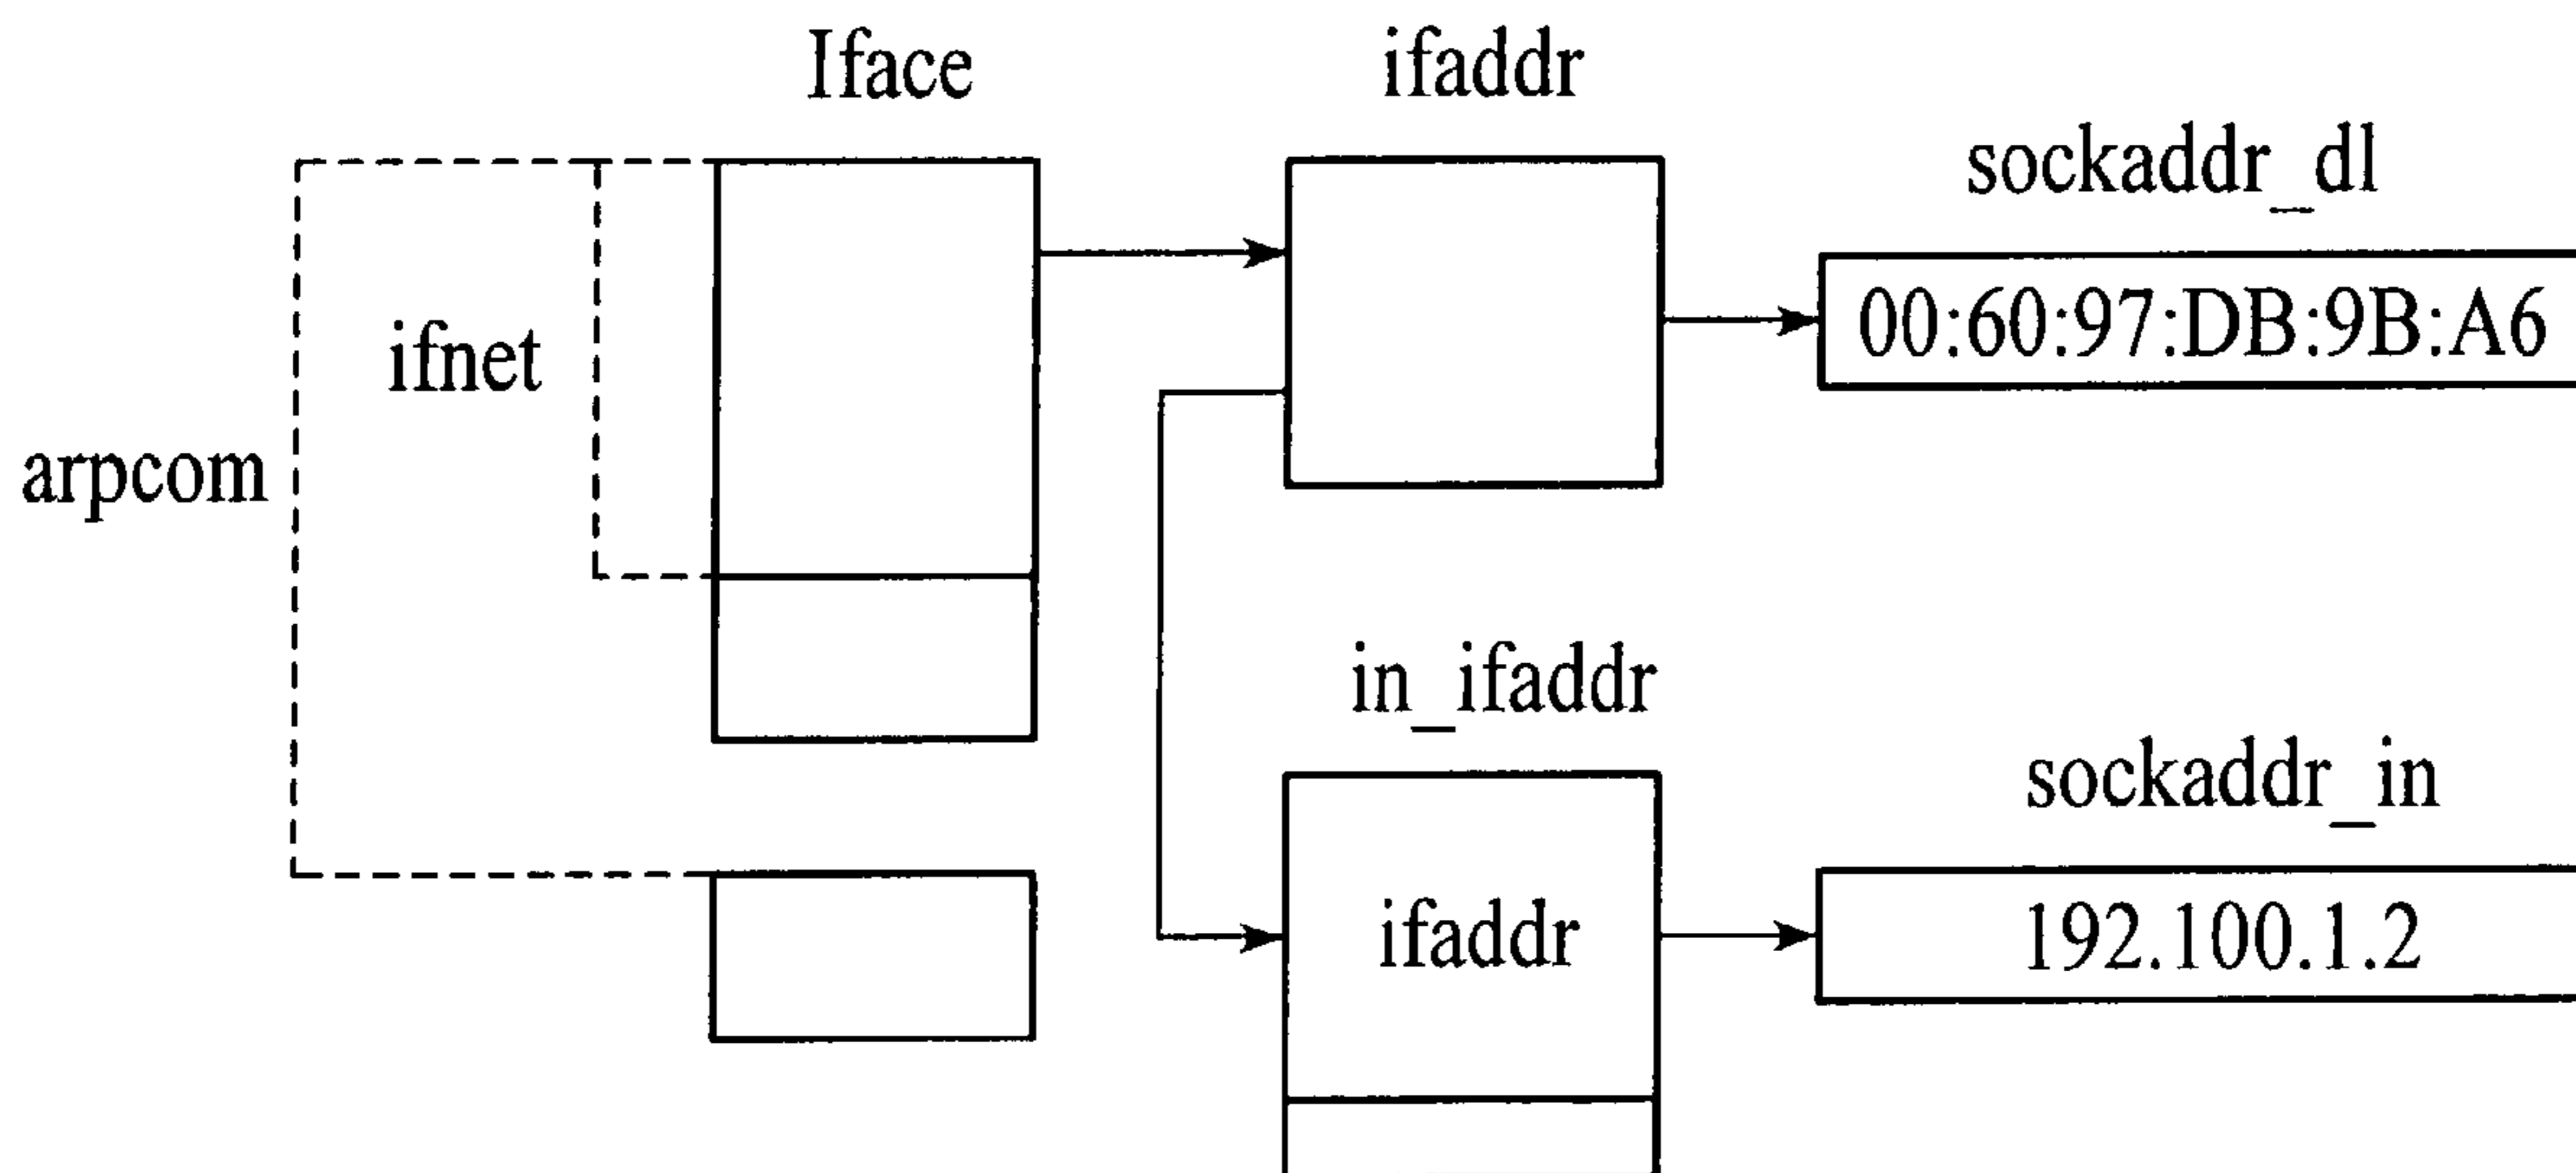 Iface
ifaddr
sockaddr_dl
00:60:97:DB:9B:A6
ifnet
arpcom
in_ifaddr
sockaddr_in
ifaddr
192.100.1.2